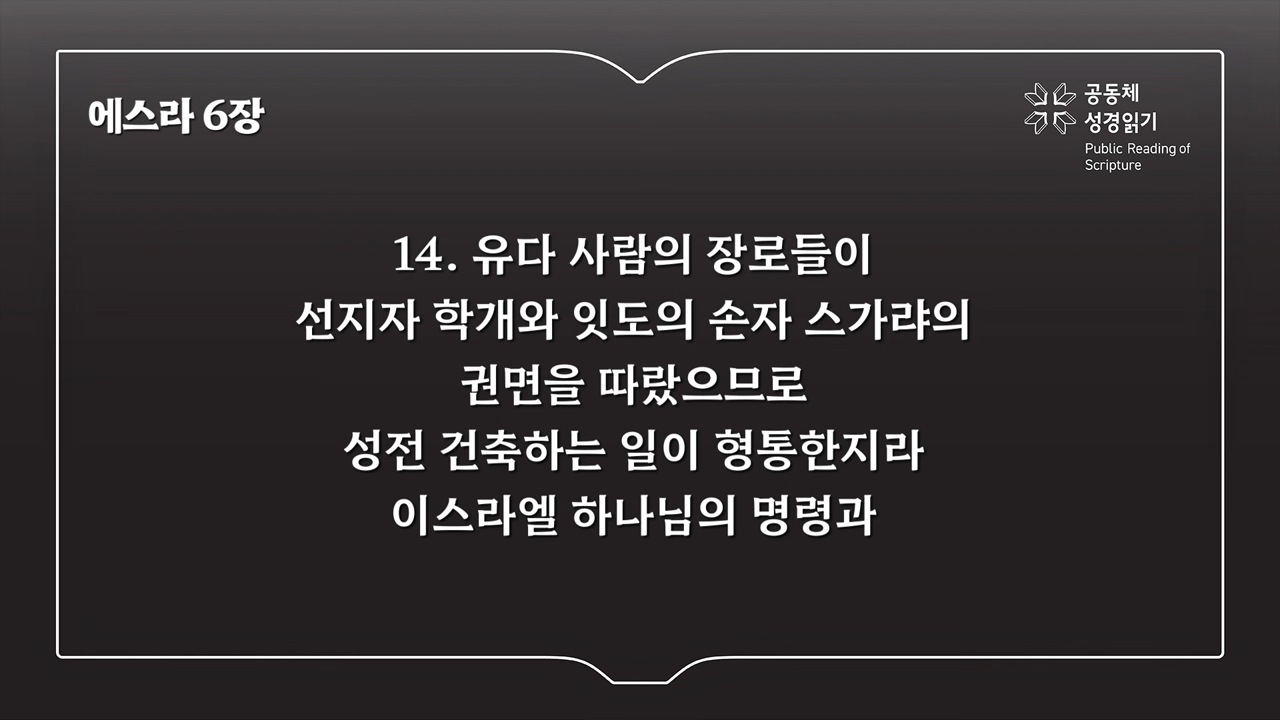 에스라 6장
공동체
성경읽기
Public Reading of
Scripture
14. 유다 사람의 장로들이
선지자 학개와 잇도의 손자 스가랴의
권면을 따랐으므로
성전 건축하는 일이 형통한지라
이스라엘 하나님의 명령과